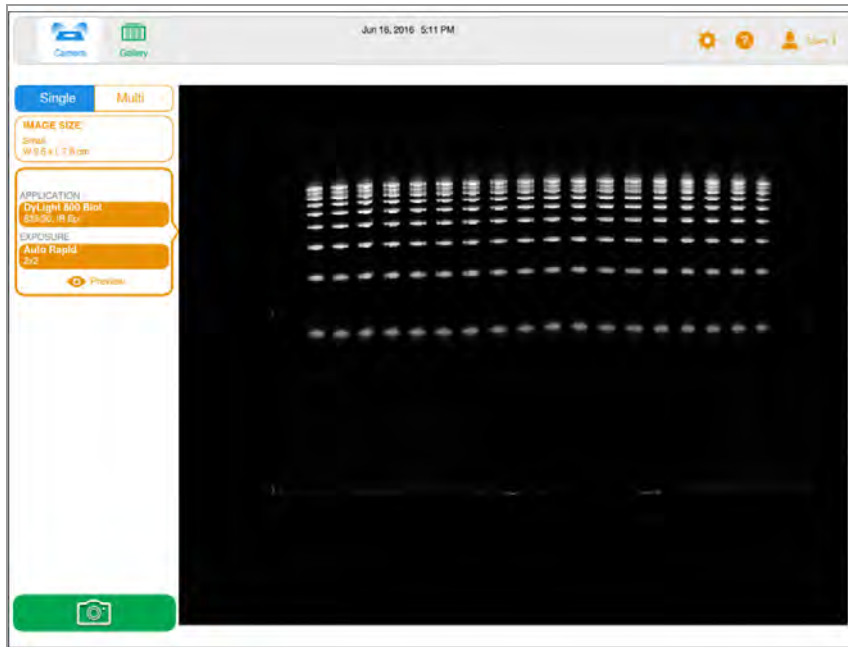 Jun 16, 2016 5:11 PM
Camera
Gallery
Single
Multi
IMAGE SIZE
Small
APPLICATION
DyLight 800 Blot
EXPOSURE
Auto Rapid
2x2
Preview